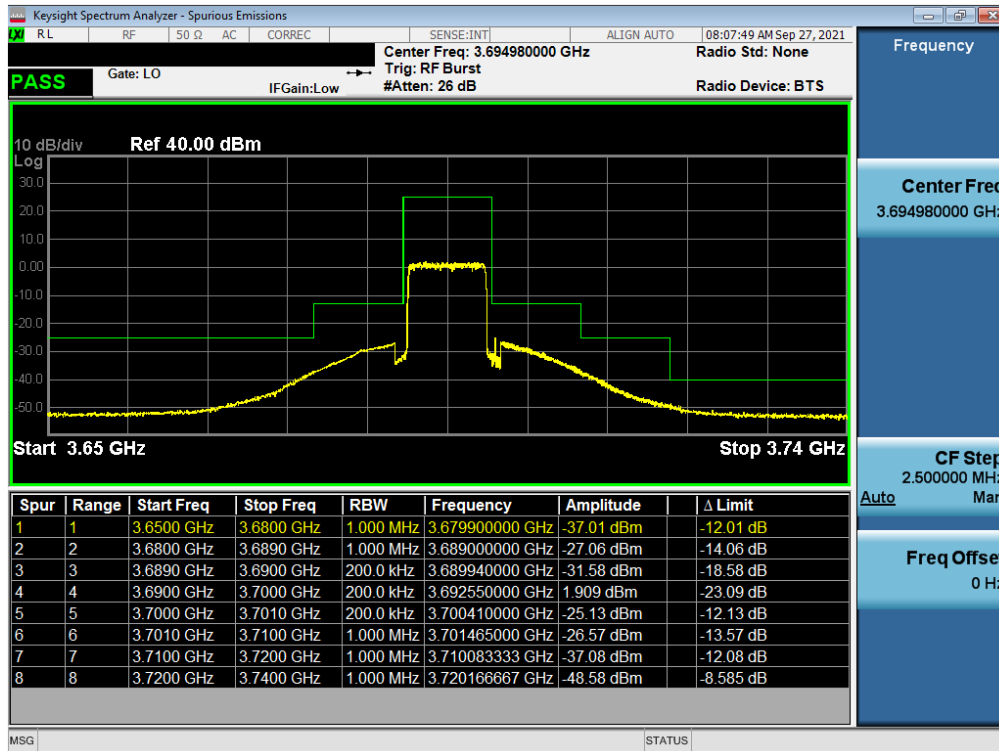 Keysight Spectrum Analyzer - Spurious Emissions
LXI RL RF 50 Ω AC CORREC SENSE:INT ALIGN AUTO 08:07:49 AM Sep 27, 2021
Center Freq: 3.694980000 GHz Radio Std: None
Gate: LO Trig: RF Burst
PASS IFGain:Low #Atten: 26 dB Radio Device: BTS
10 dB/div Ref 40.00 dBm
Log
30.0
20.0
10.0
0.00
-10.0
-20.0
-30.0
-40.0
-50.0
Start 3.65 GHz Stop 3.74 GHz
Spur Range Start Freq Stop Freq RBW Frequency Amplitude Δ Limit
1 1 3.6500 GHz 3.6800 GHz 1.000 MHz 3.679900000 GHz -37.01 dBm -12.01 dB
2 2 3.6800 GHz 3.6890 GHz 1.000 MHz 3.689000000 GHz -27.06 dBm -14.06 dB
3 3 3.6890 GHz 3.6900 GHz 200.0 kHz 3.689940000 GHz -31.58 dBm -18.58 dB
4 4 3.6900 GHz 3.7000 GHz 200.0 kHz 3.692550000 GHz 1.909 dBm -23.09 dB
5 5 3.7000 GHz 3.7010 GHz 200.0 kHz 3.700410000 GHz -25.13 dBm -12.13 dB
6 6 3.7010 GHz 3.7100 GHz 1.000 MHz 3.701465000 GHz -26.57 dBm -13.57 dB
7 7 3.7100 GHz 3.7200 GHz 1.000 MHz 3.710083333 GHz -37.08 dBm -12.08 dB
8 8 3.7200 GHz 3.7400 GHz 1.000 MHz 3.720166667 GHz -48.58 dBm -8.585 dB
Frequency
Center Freq
3.694980000 GHz
CF Step
2.500000 MHz
Auto Man
Freq Offset
0 Hz
MSG STATUS